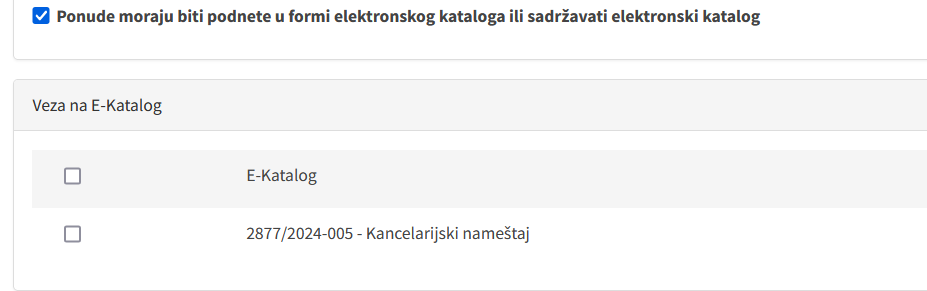 Ponude moraju biti podnete u formi elektronskog kataloga ili sadržavati elektronski katalog
Veza na E-Katalog
E-Katalog
2877/2024-005 - Kancelarijski nameštaj